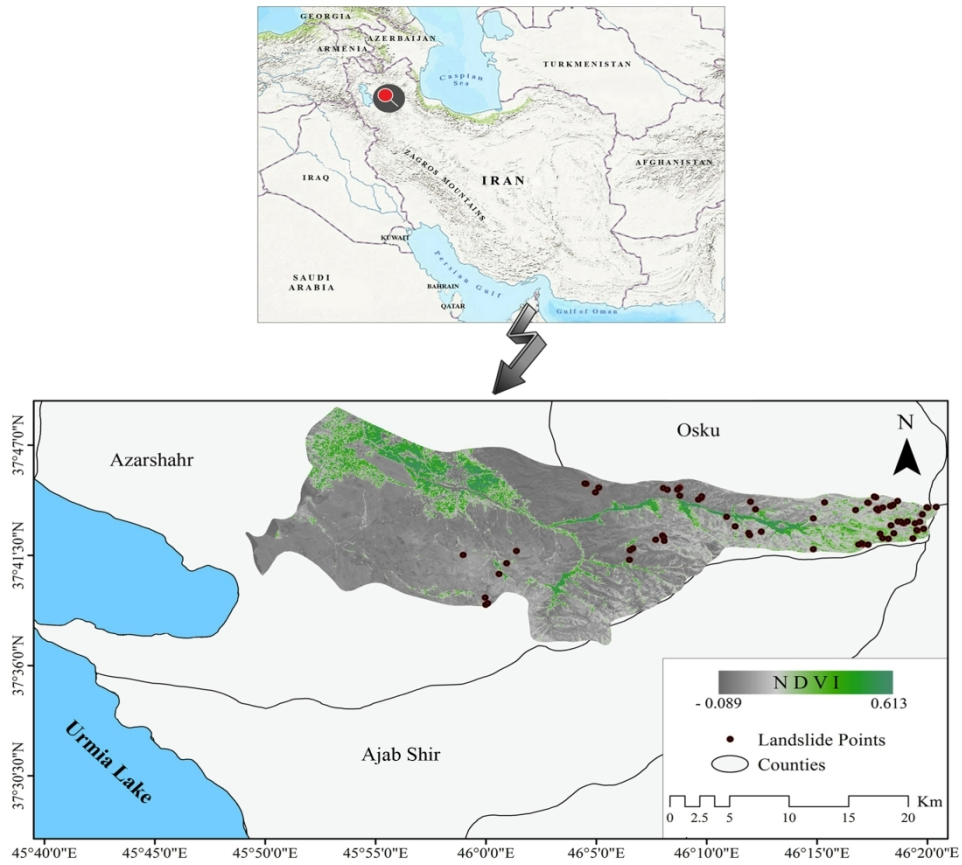 GEORGIA
ARMENIA
AZERBAIJAN
Caspian
Sea
TURKMENISTAN
ZAGROS MOUNTAINS
IRAN
AFGHANISTAN
IRAQ
KUWAIT
Persian Gulf
SAUDI
ARABIA
BAHRAIN
QATAR
Gulf of Oman
Azarshahr
Osku
N
Ajab Shir
Urmia Lake
37°47'0"N
37°41'30"N
37°36'0"N
37°30'30"N
NDVI
- 0.089 0.613
Landslide Points
Counties
Km
0 2.5 5 10 15 20
45°40'0"E 45°45'0"E 45°50'0"E 45°55'0"E 46°0'0"E 46°5'0"E 46°10'0"E 46°15'0"E 46°20'0"E